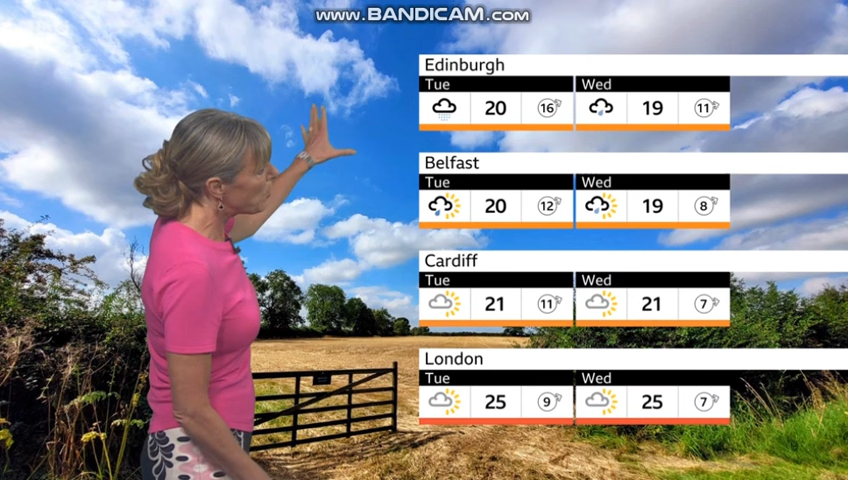 www.BANDICAM.com
Edinburgh
Tue Wed
20 16 19 11
Belfast
Tue Wed
20 12 19 8
Cardiff
Tue Wed
21 11 21 7
London
Tue Wed
25 9 25 7